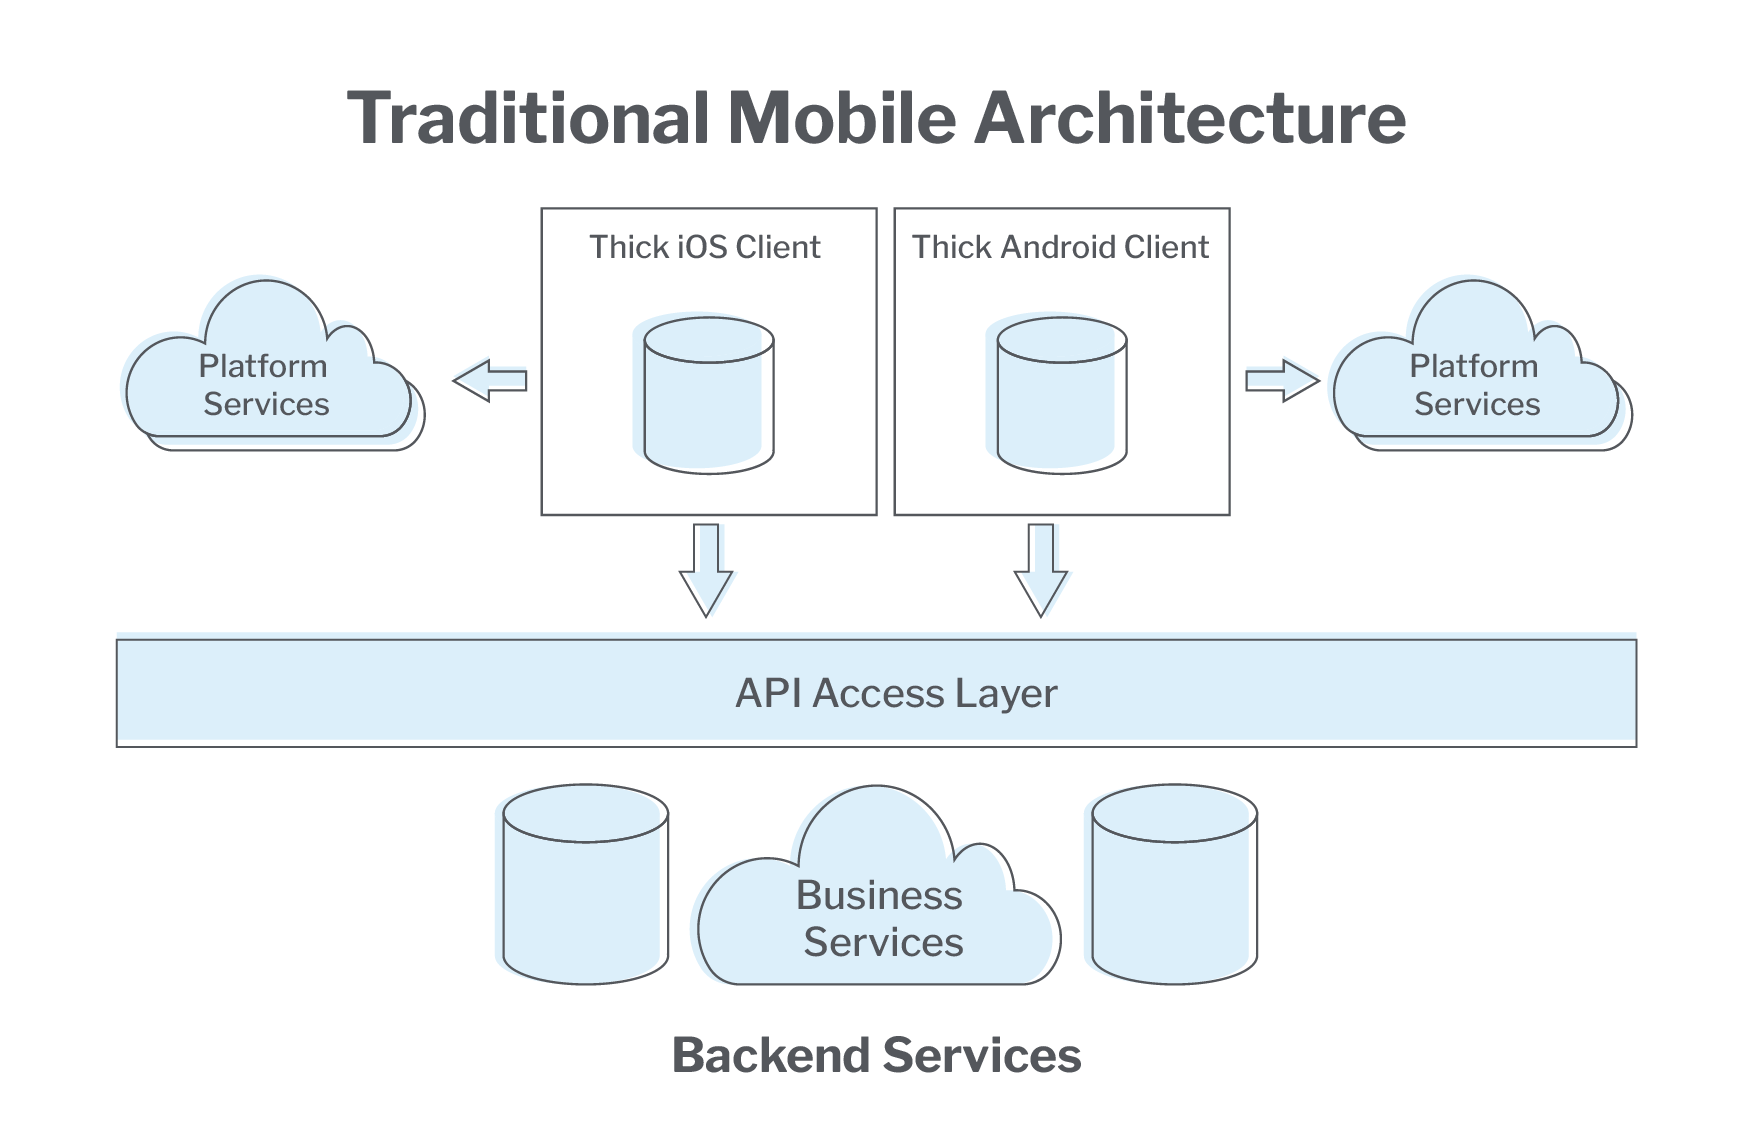 Traditional Mobile Architecture
Thick iOS Client
Thick Android Client
Platform
Services
Platform
Services
API Access Layer
Business
Services
Backend Services